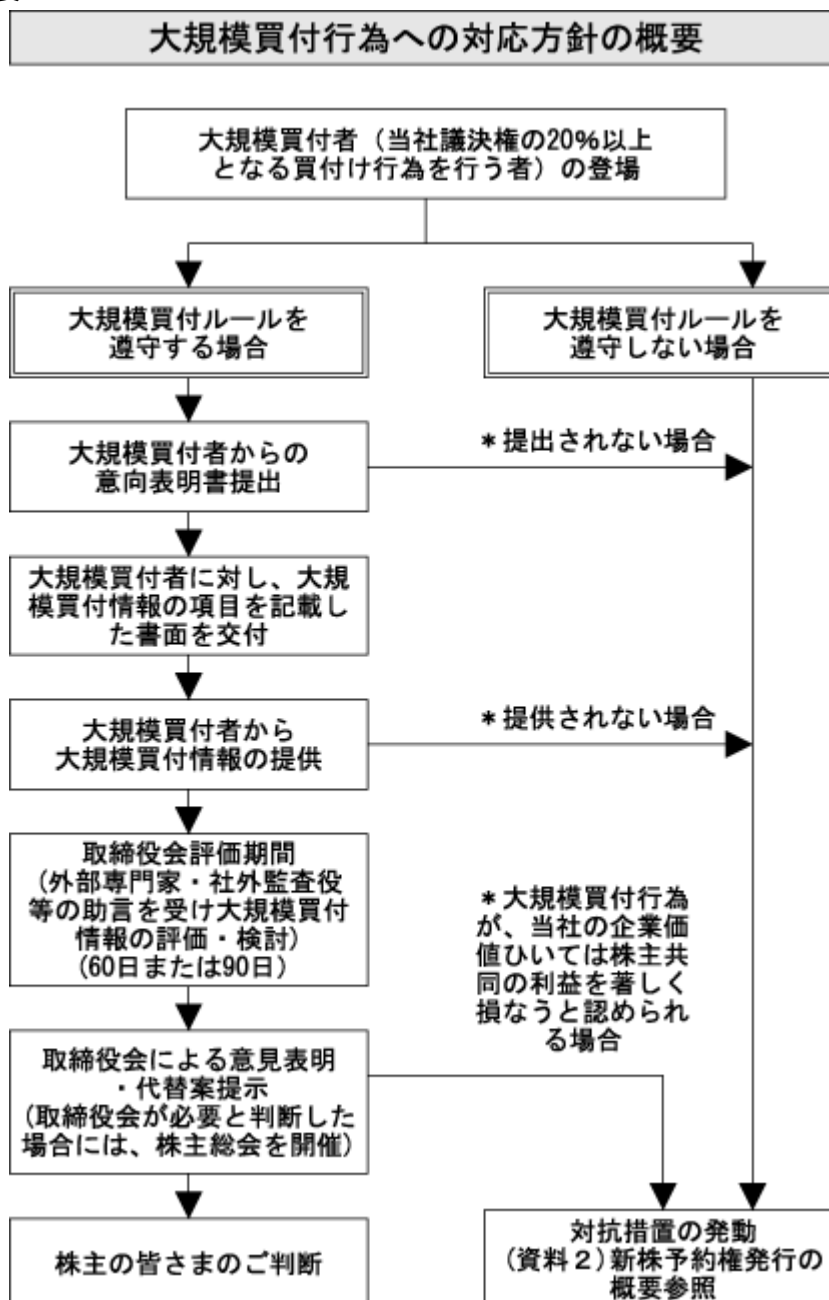 大規模買付行為への対応方針の概要
大規模買付者（当社議決権の20%以上
となる買付け行為を行う者）の登場
大規模買付ルールを
遵守する場合
大規模買付ルールを
遵守しない場合
大規模買付者からの
意向表明書提出
＊提出されない場合
大規模買付者に対し、大規
模買付情報の項目を記載し
た書面を交付
大規模買付者から
大規模買付情報の提供
＊提供されない場合
取締役会評価期間
(外部専門家・社外監査役
等の助言を受け大規模買付
情報の評価・検討)
(60日または90日)
＊大規模買付行為
が、当社の企業価
値ひいては株主共
同の利益を著しく
損なうと認められ
る場合
取締役会による意見表明
・代替案提示
(取締役会が必要と判断した
場合には、株主総会を開催)
株主の皆さまのご判断
対抗措置の発動
(資料２)新株予約権発行の
概要参照